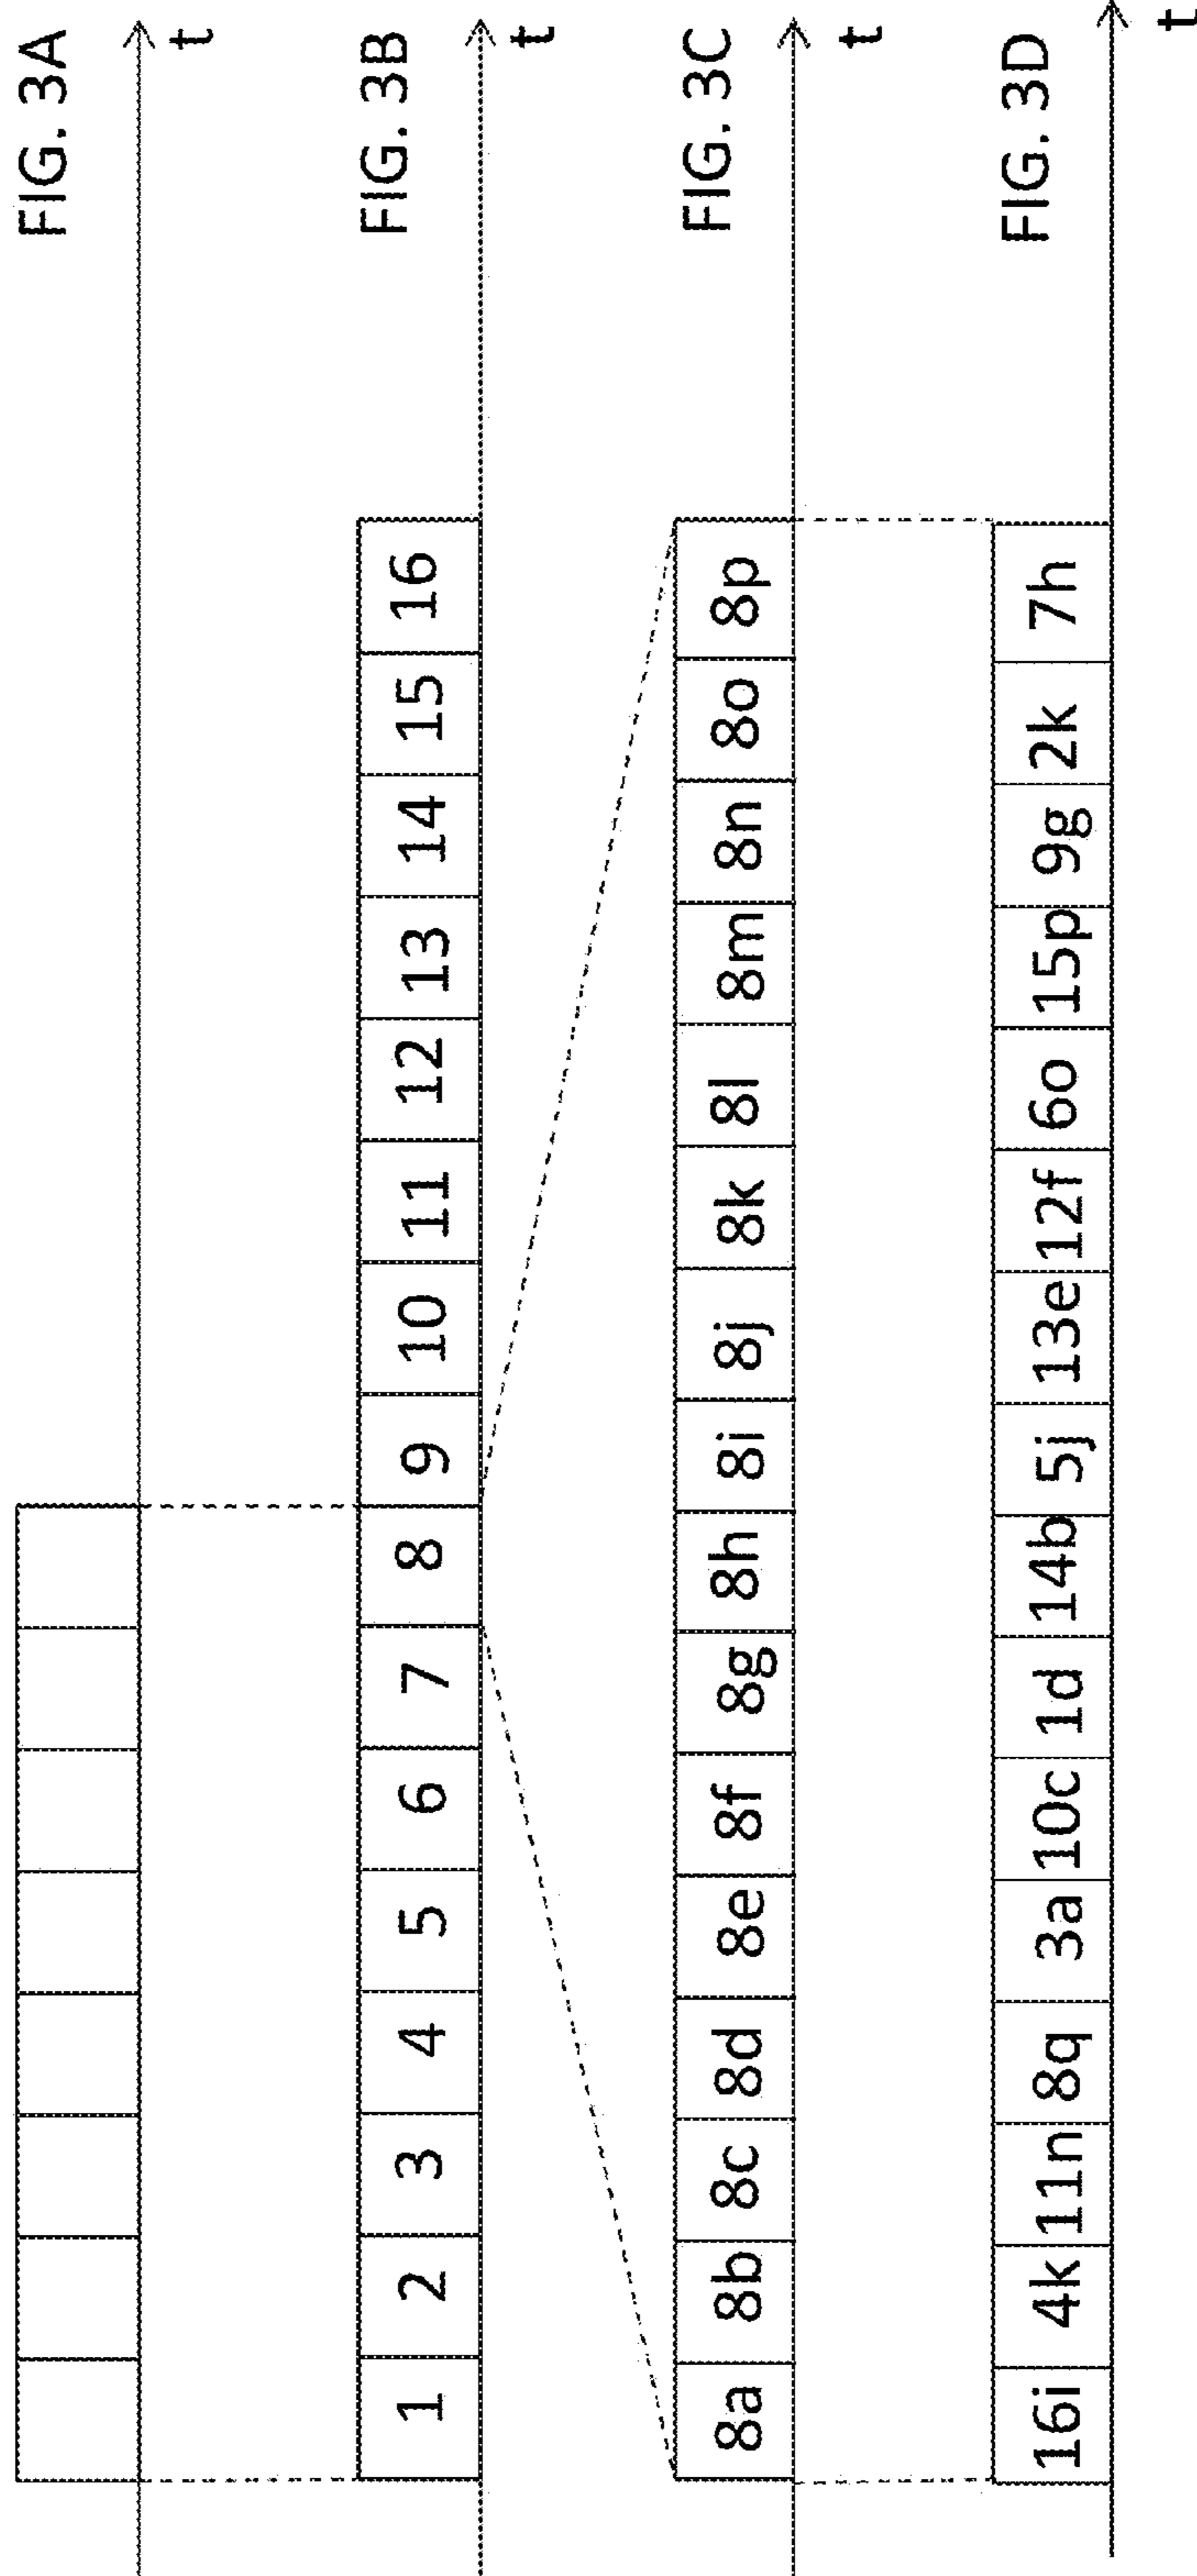 FIG. 3A
t
1 2 3 4 5 6 7 8 9 10 11 12 13 14 15 16
FIG. 3B
t
8a 8b 8c 8d 8e 8f 8g 8h 8i 8j 8k 8l 8m 8n 8o 8p
FIG. 3C
t
16i 4k 11n 8q 3a 10c 1d 14b 5j 13e 12f 6o 15p 9g 2k 7h
FIG. 3D
t